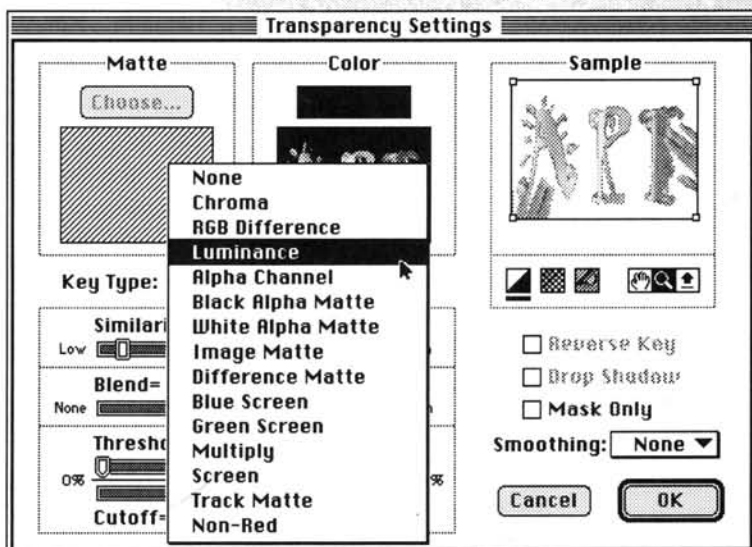 Transparency Settings
Matte
Color
Sample
Choose...
None
Chroma
RGB Difference
Luminance
Alpha Channel
Black Alpha Matte
White Alpha Matte
Image Matte
Difference Matte
Blue Screen
Green Screen
Multiply
Screen
Track Matte
Non-Red
Key Type:
Similari
Low
Blend=
None
Thresho
0%
%
Cutoff=
Reverse Key
Drop Shadow
Mask Only
Smoothing: None
Cancel
OK